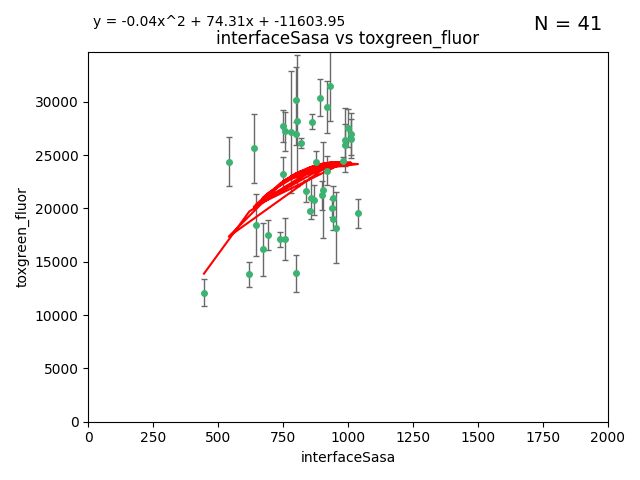 y = -0.04x^2 + 74.31x + -11603.95
N = 41
interfaceSasa vs toxgreen_fluor
30000
25000
20000
15000
10000
5000
0
toxgreen_fluor
0 250 500 750 1000 1250 1500 1750 2000
interfaceSasa